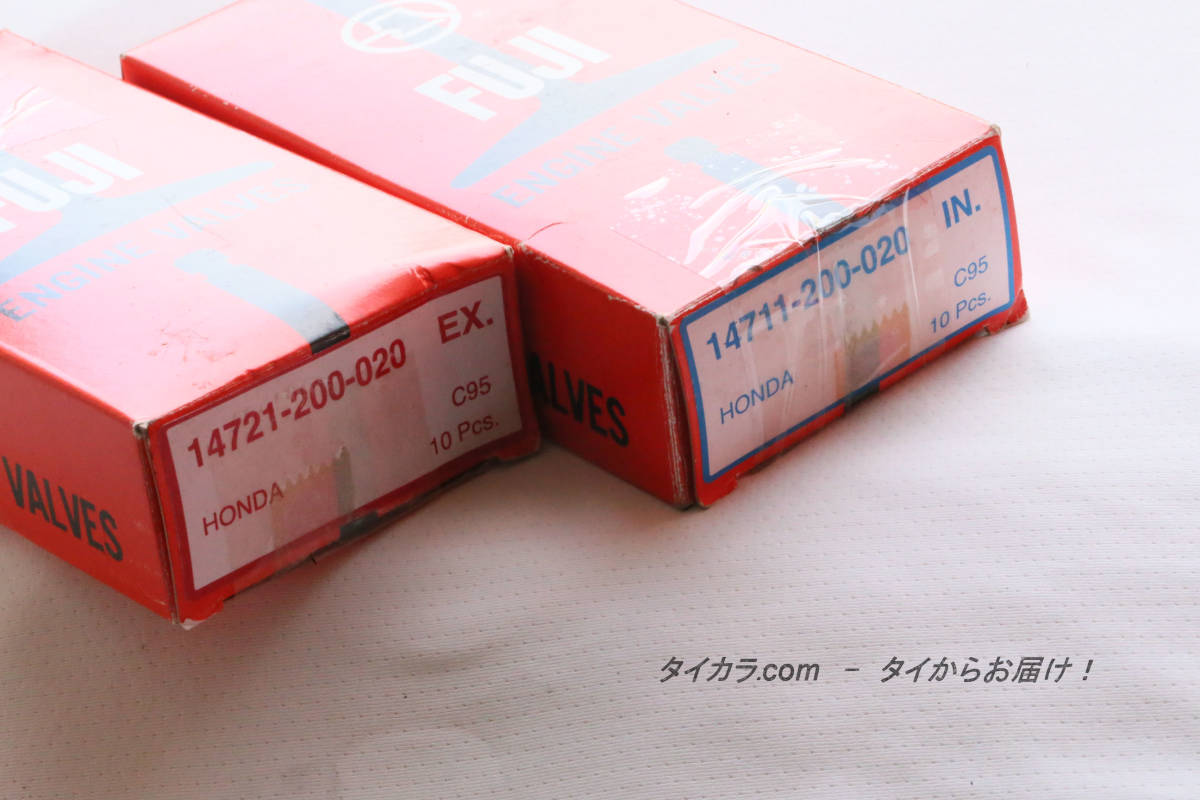 FUJI
ENGINE VALVES
14721-200-020 EX.
C95
HONDA 10 Pcs.
VALVES
FUJI
ENGINE VALVES
14711-200-020 IN.
C95
HONDA 10 Pcs.
VALVES
タイカラ.com - タイからお届け！